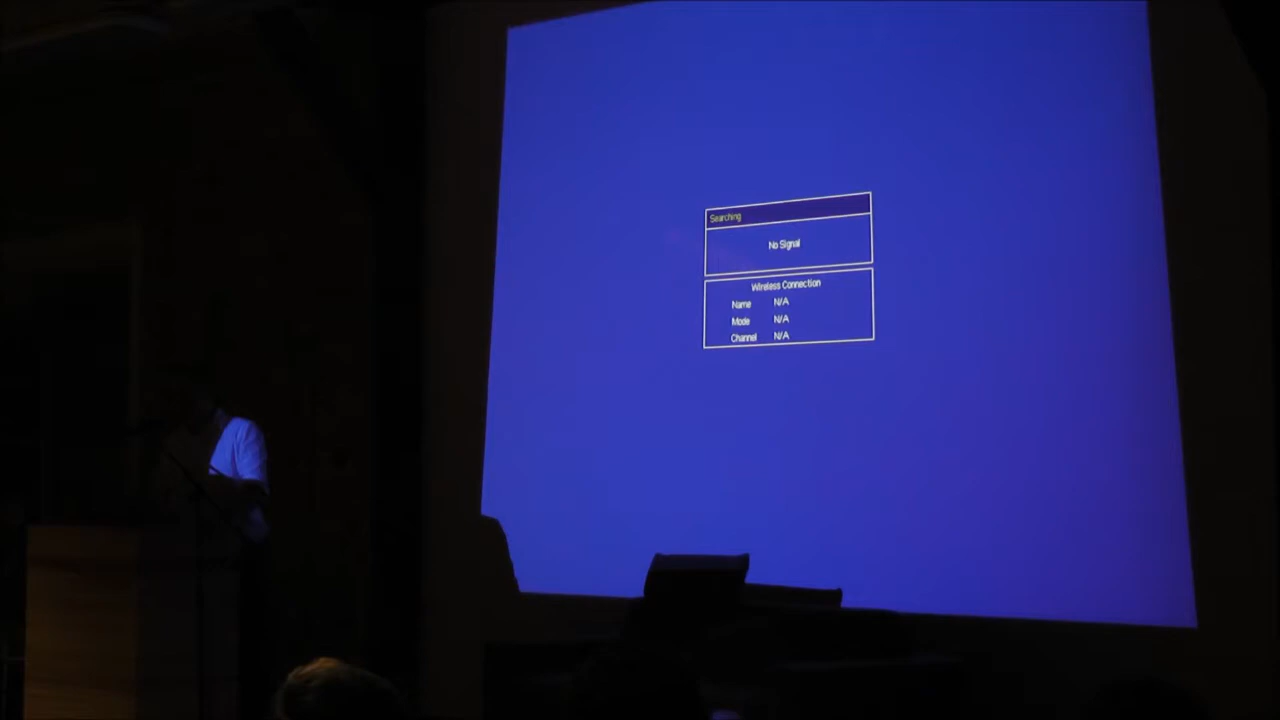 Searching
No Signal
Wireless Connection
Name N/A
Mode N/A
Channel N/A